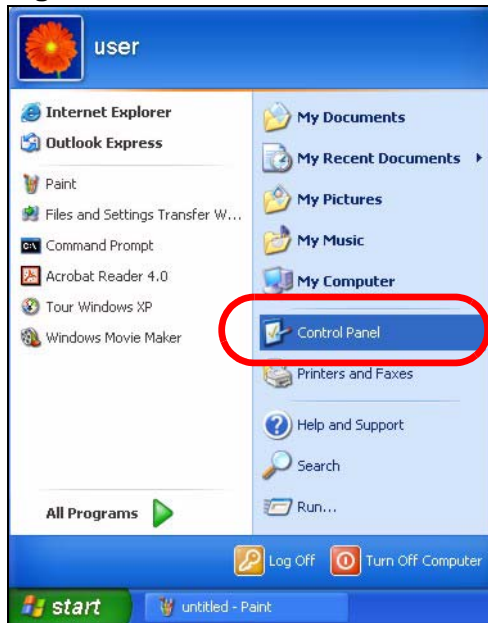 user
Internet Explorer
Outlook Express
Paint
Files and Settings Transfer W...
Command Prompt
Acrobat Reader 4.0
Tour Windows XP
Windows Movie Maker
All Programs
My Documents
My Recent Documents
My Pictures
My Music
My Computer
Control Panel
Printers and Faxes
Help and Support
Search
Run...
Log Off
Turn Off Computer
start
untitled - Paint